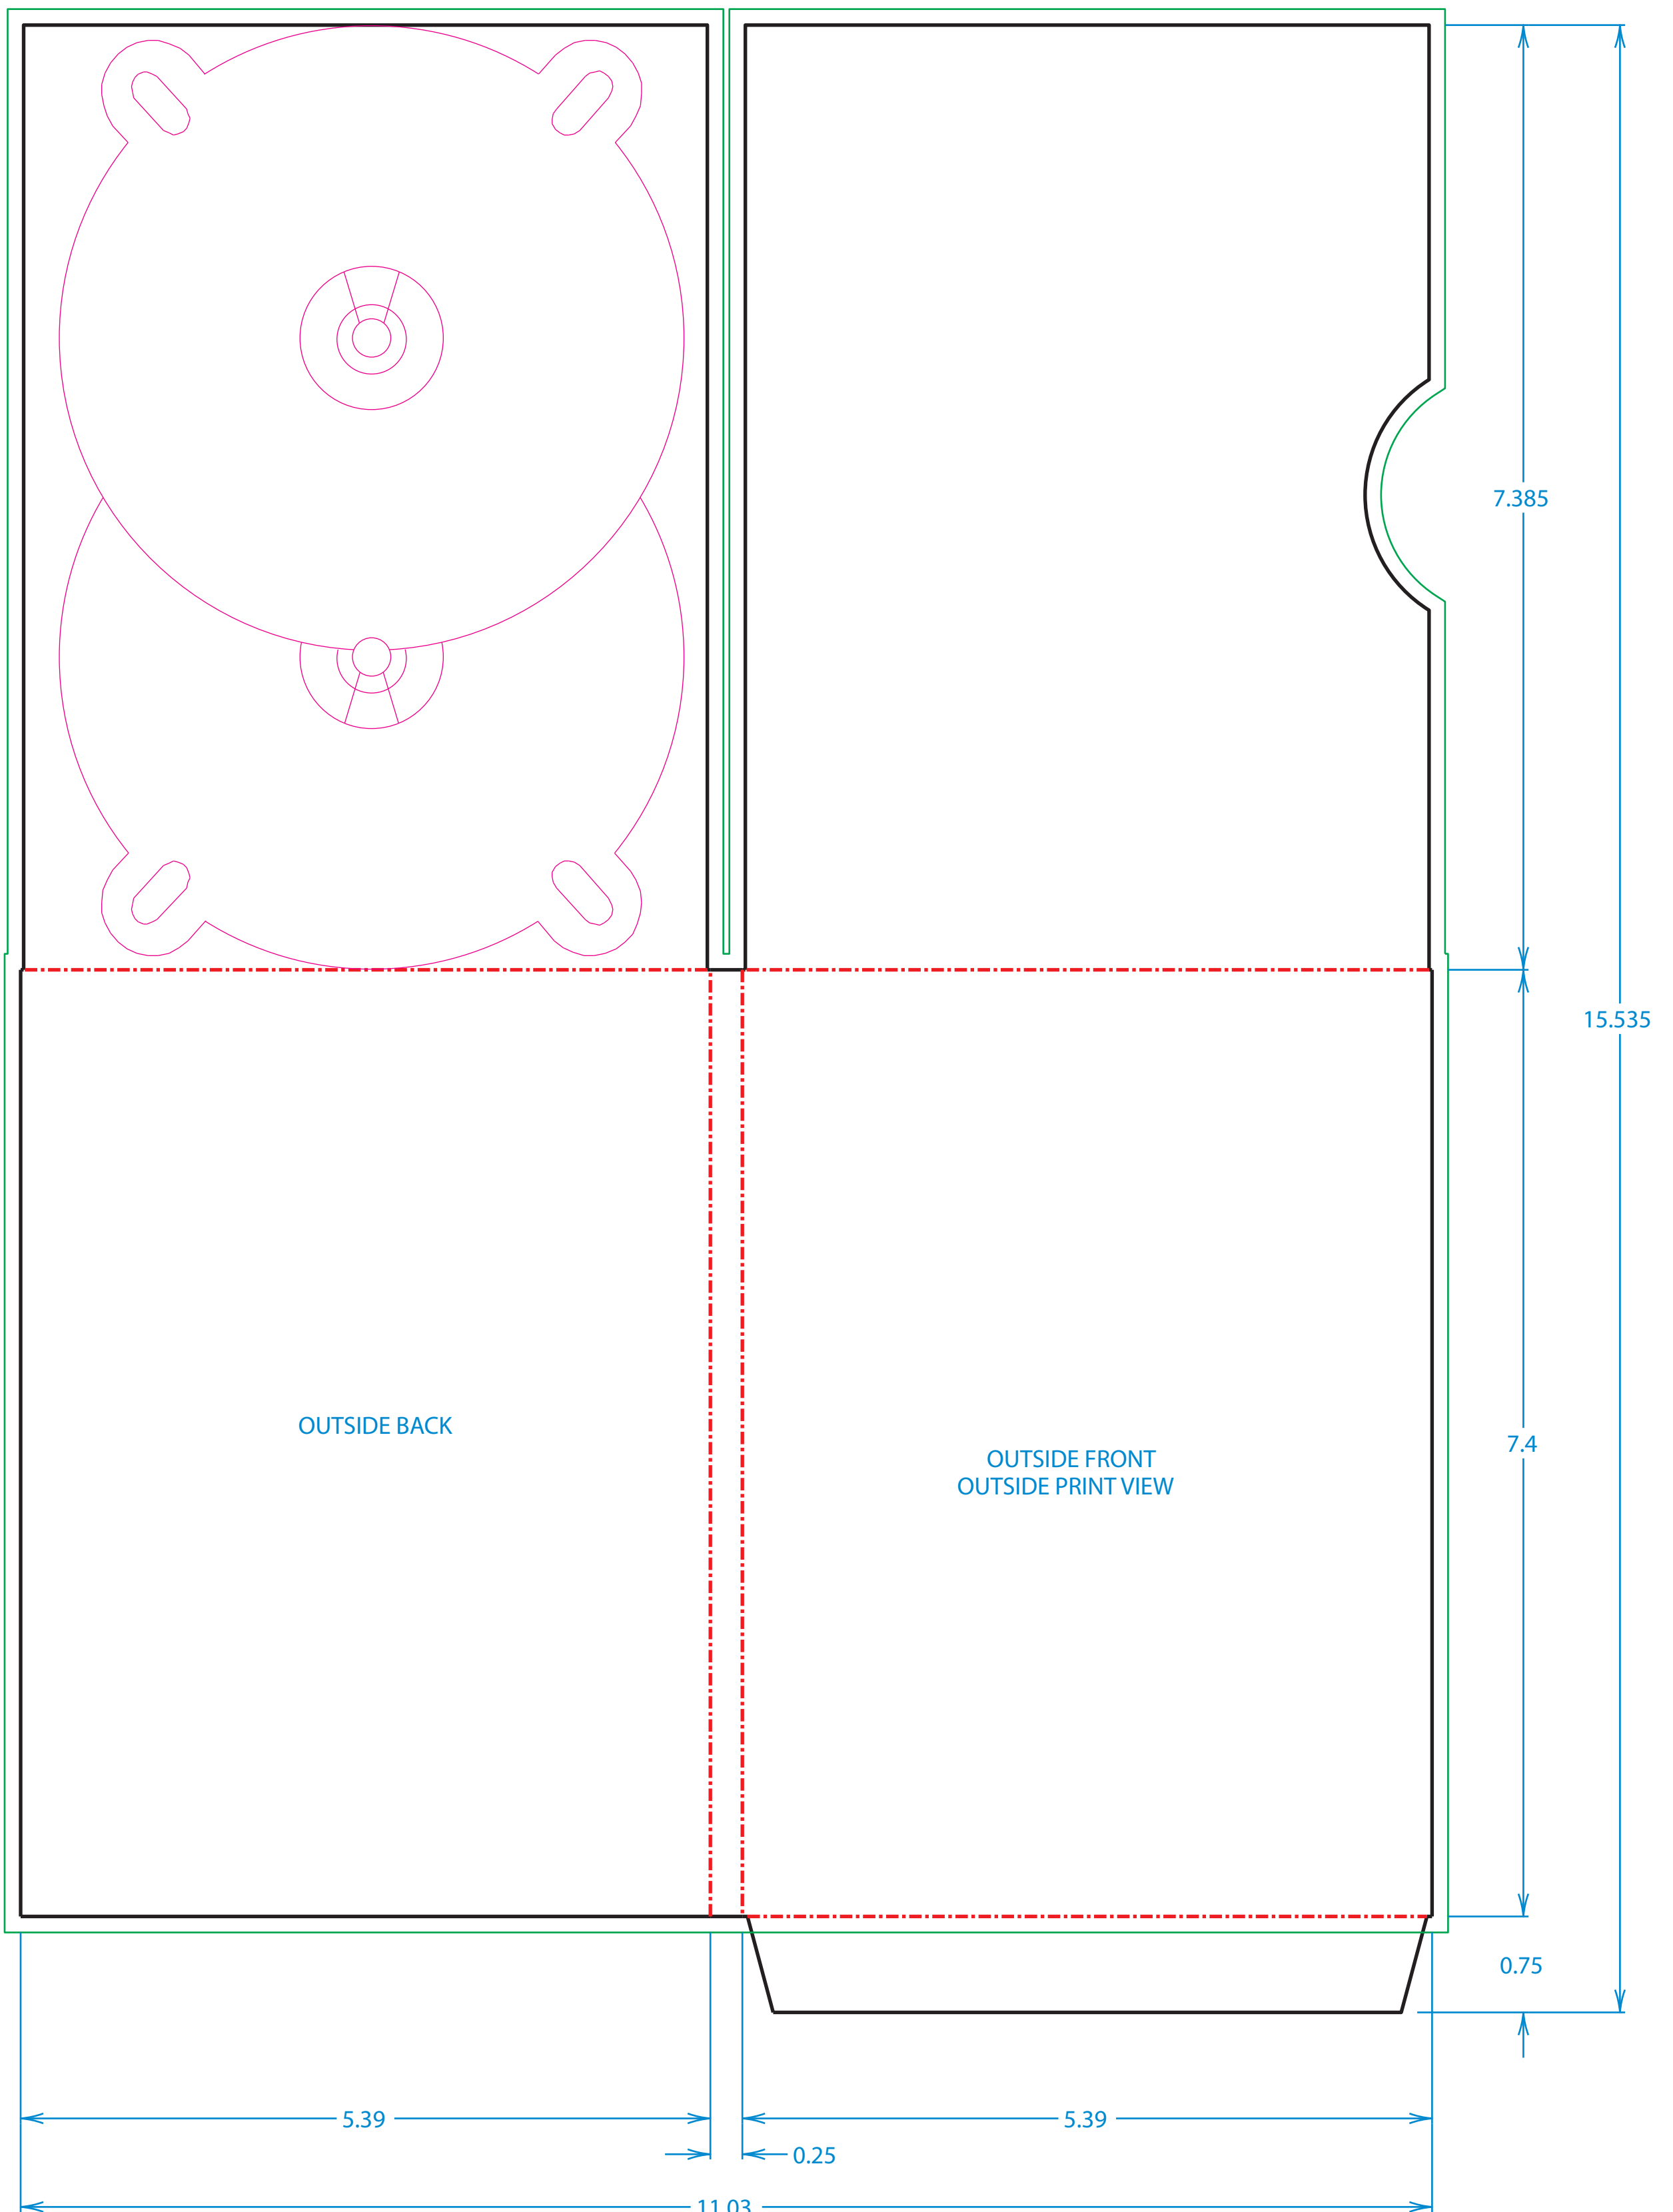 7.385
15.535
OUTSIDE BACK
7.4
OUTSIDE FRONT
OUTSIDE PRINT VIEW
0.75
5.39
5.39
0.25
11.03